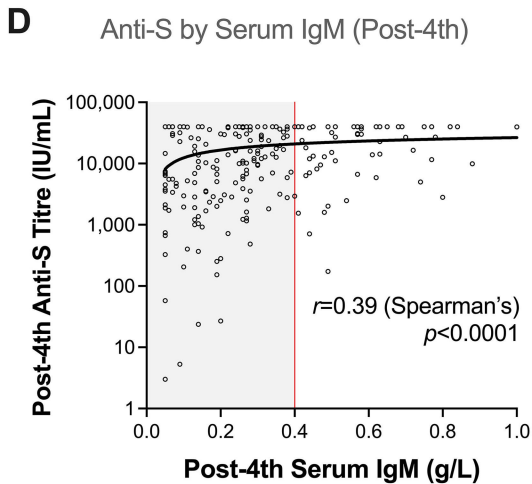 D
Anti-S by Serum IgM (Post-4th)
Post-4th Anti-S Titre (IU/mL)
100,000
10,000
1,000
100
10
1
r=0.39 (Spearman's)
p<0.0001
0.0 0.2 0.4 0.6 0.8 1.0
Post-4th Serum IgM (g/L)